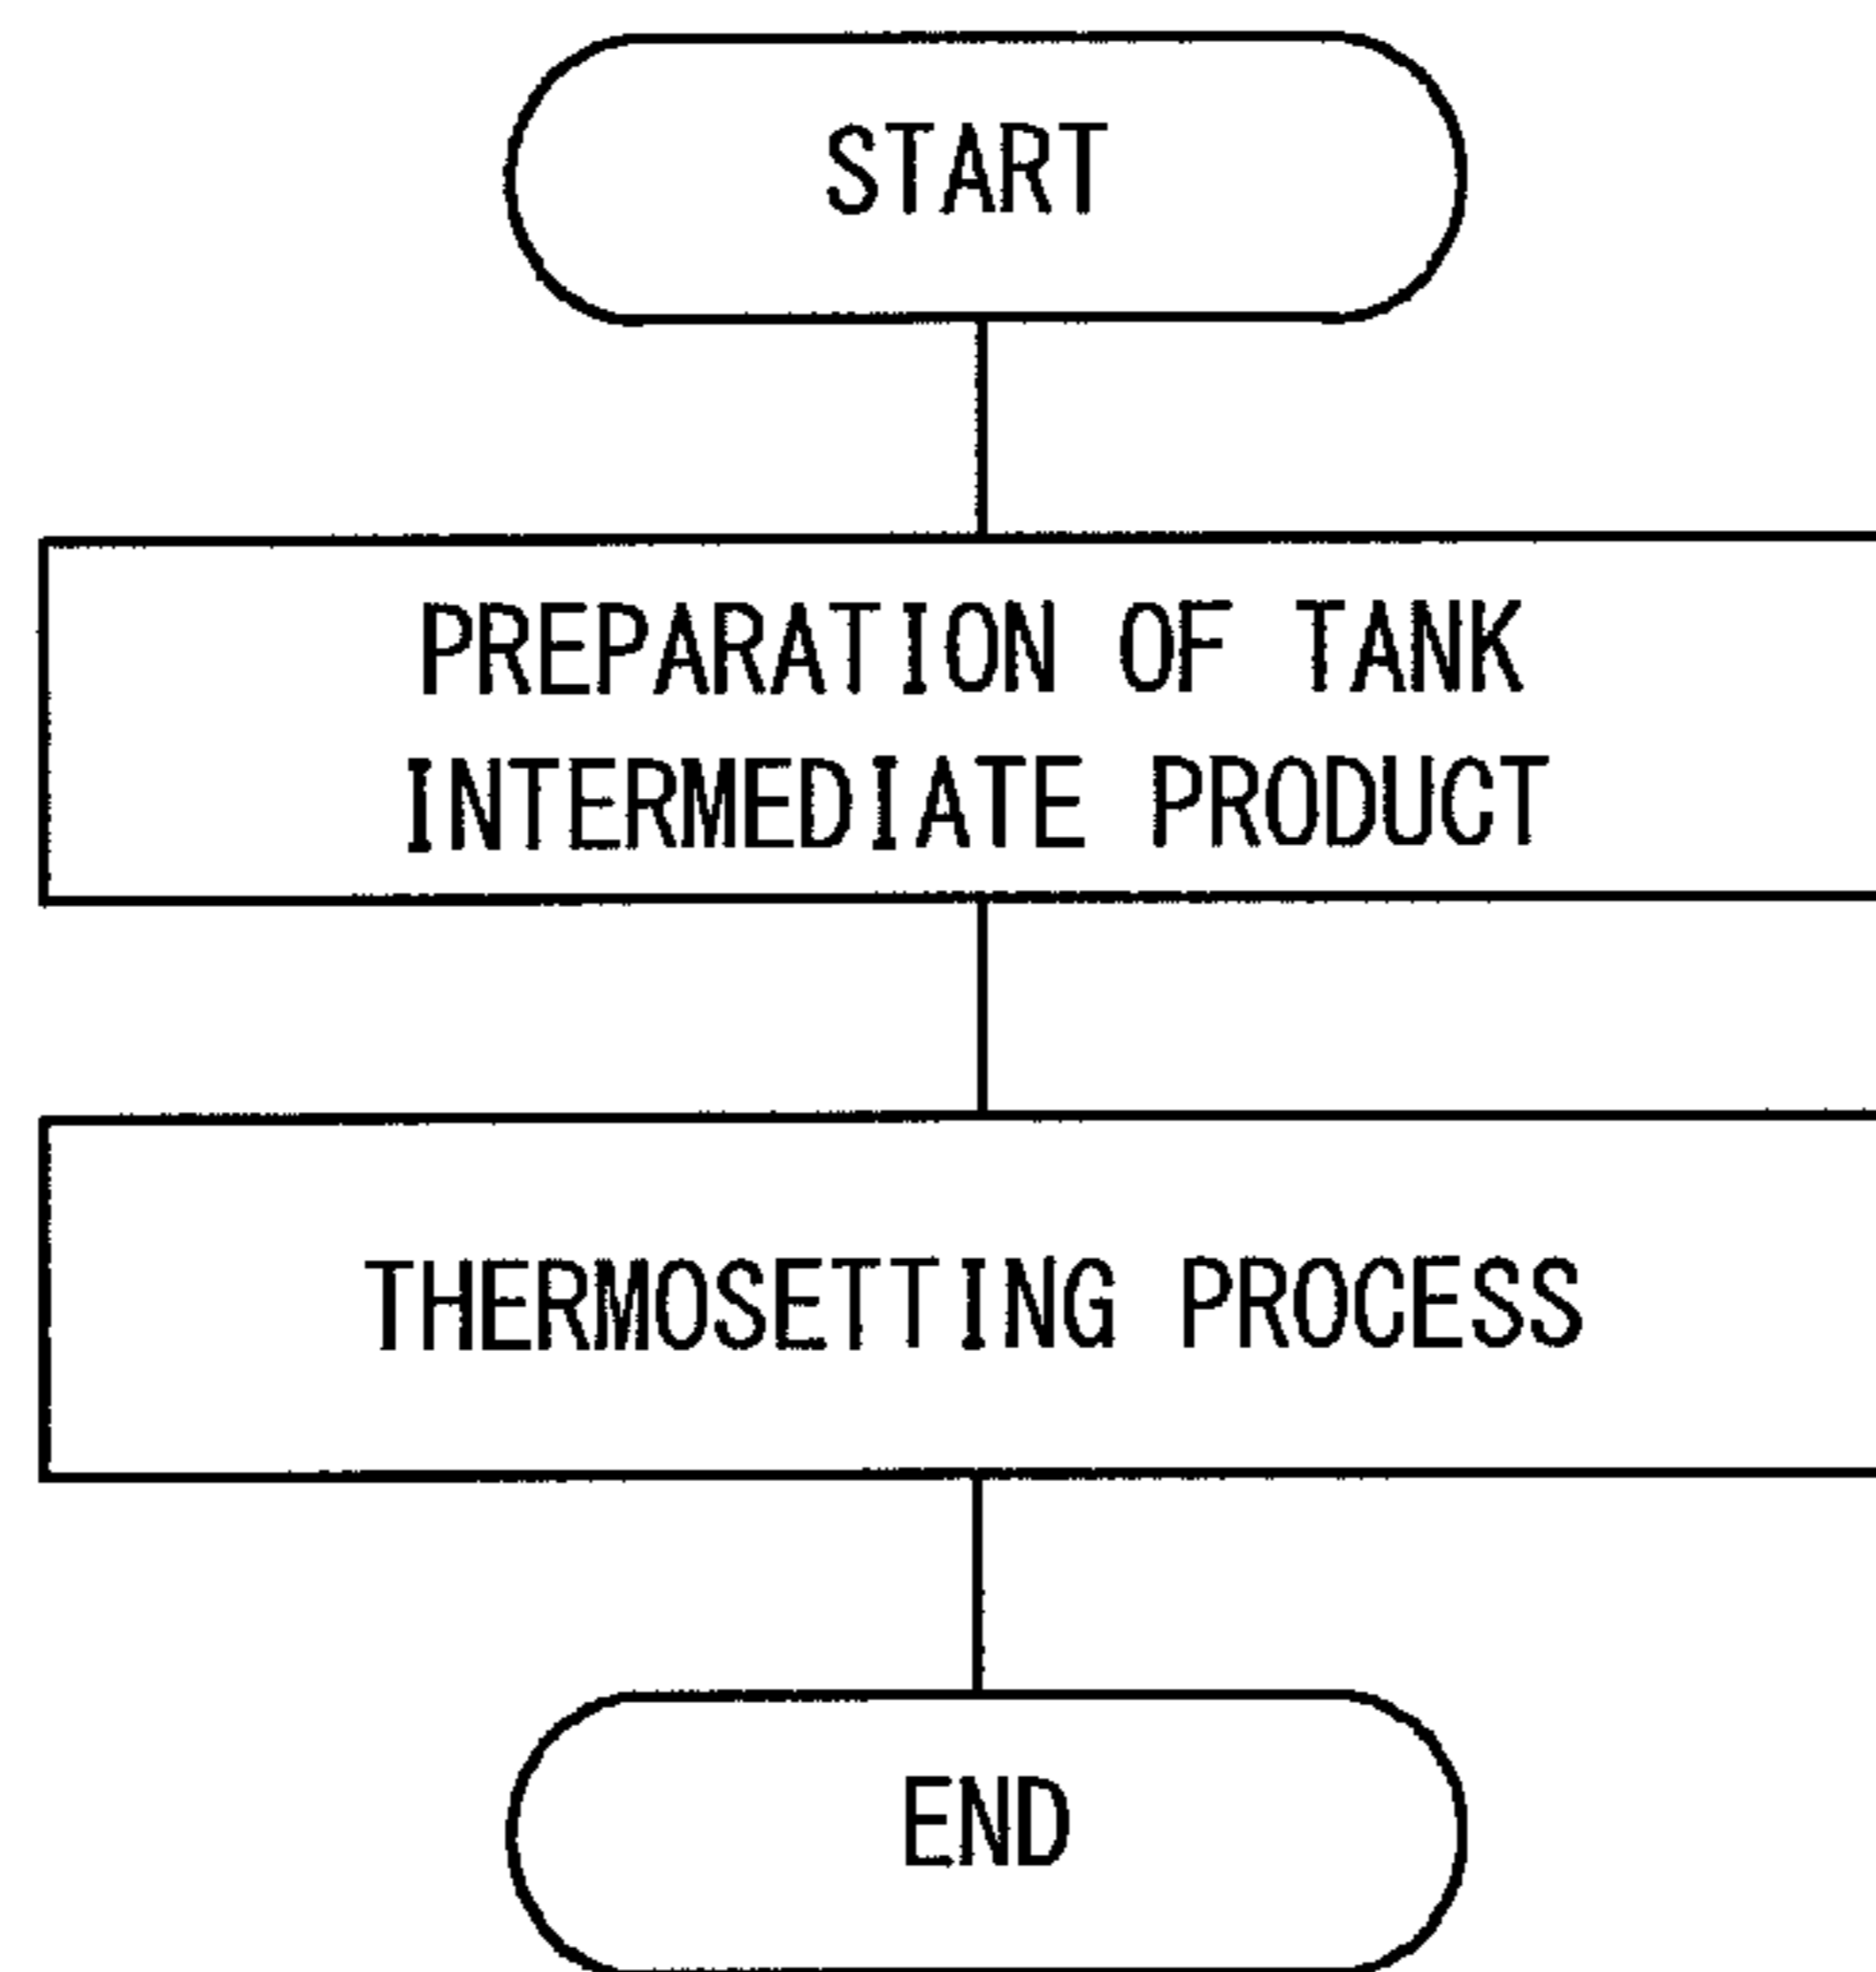 START
PREPARATION OF TANK
INTERMEDIATE PRODUCT
THERMOSETTING PROCESS
END